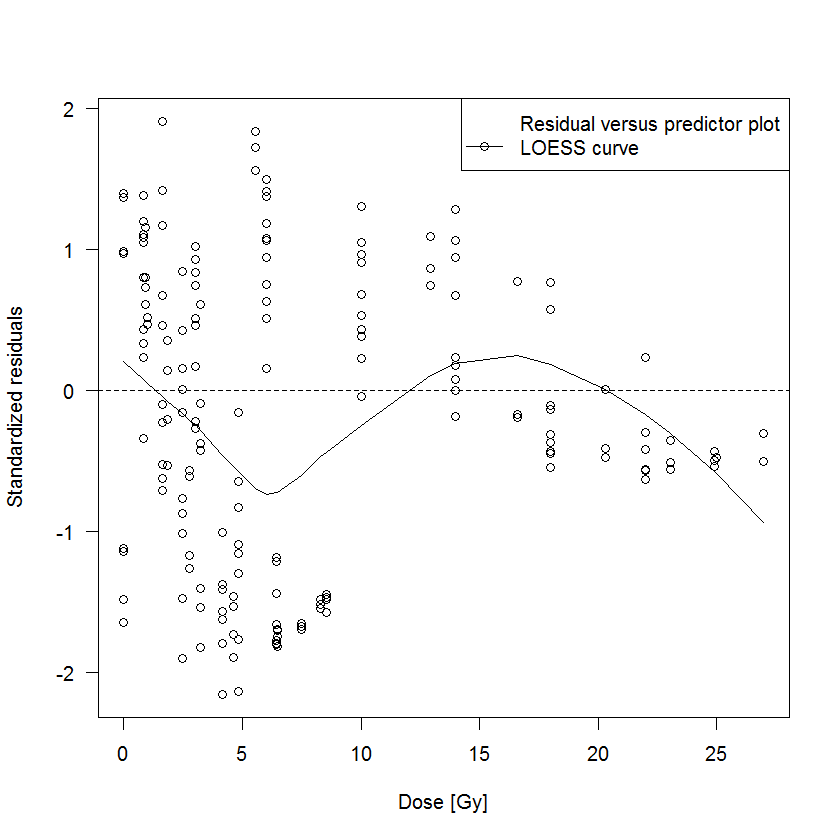 Residual versus predictor plot
LOESS curve
Standardized residuals
2
1
0
-1
-2
0 5 10 15 20 25
Dose [Gy]